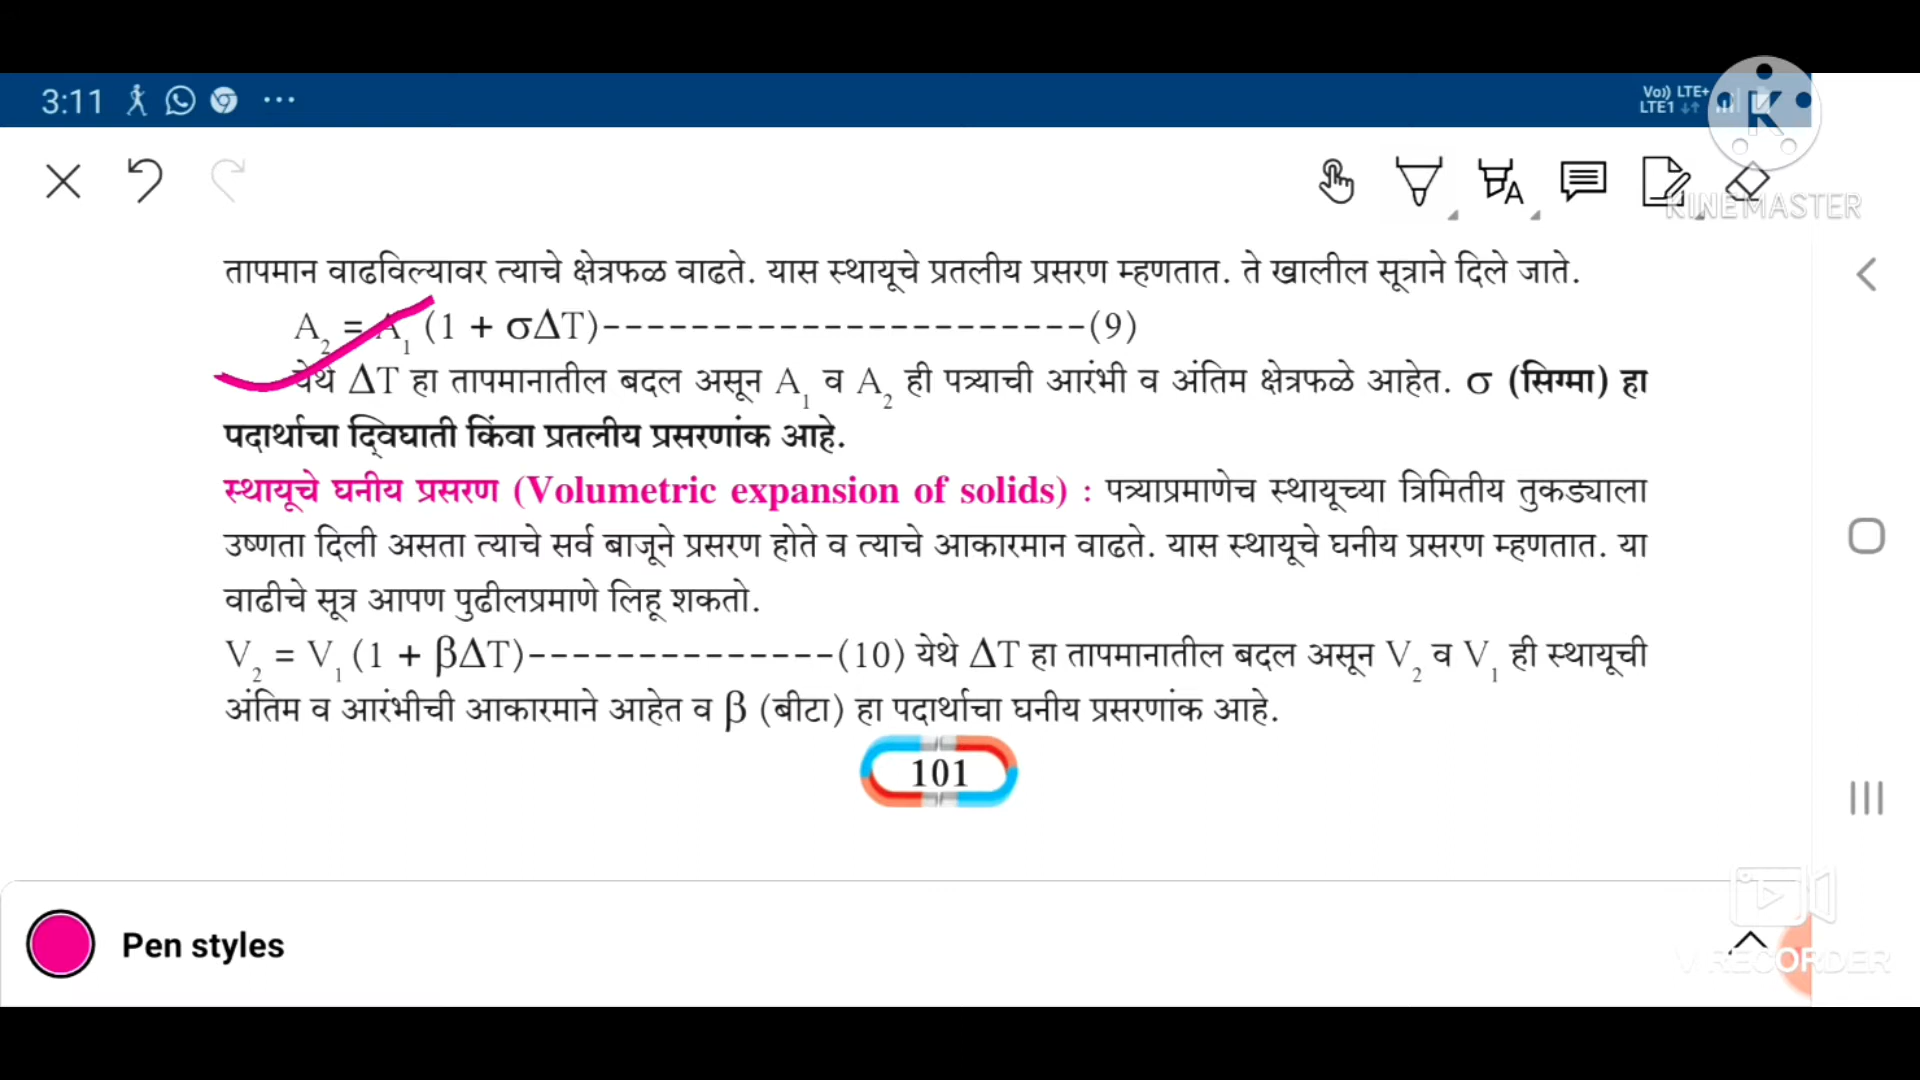 3:11 ...
Vo) LTE+
LTE1
K
KINEMASTER
तापमान वाढविल्यावर त्याचे क्षेत्रफळ वाढते. यास स्थायूचे प्रतलीय प्रसरण म्हणतात. ते खालील सूत्राने दिले जाते.
A₂ = A₁ (1 + σΔT)----------------------(9)
येथे ΔT हा तापमानातील बदल असून A₁ व A₂ ही पत्र्याची आरंभी व अंतिम क्षेत्रफळे आहेत. σ (सिग्मा) हा
पदार्थाचा द्विघाती किंवा प्रतलीय प्रसरणांक आहे.
स्थायूचे घनीय प्रसरण (Volumetric expansion of solids) : पत्र्याप्रमाणेच स्थायूच्या त्रिमितीय तुकड्याला
उष्णता दिली असता त्याचे सर्व बाजूने प्रसरण होते व त्याचे आकारमान वाढते. यास स्थायूचे घनीय प्रसरण म्हणतात. या
वाढीचे सूत्र आपण पुढीलप्रमाणे लिहू शकतो.
V₂ = V₁ (1 + βΔT)--------------(10) येथे ΔT हा तापमानातील बदल असून V₂ व V₁ ही स्थायूची
अंतिम व आरंभीची आकारमाने आहेत व β (बीटा) हा पदार्थाचा घनीय प्रसरणांक आहे.
101
Pen styles
RECORDER